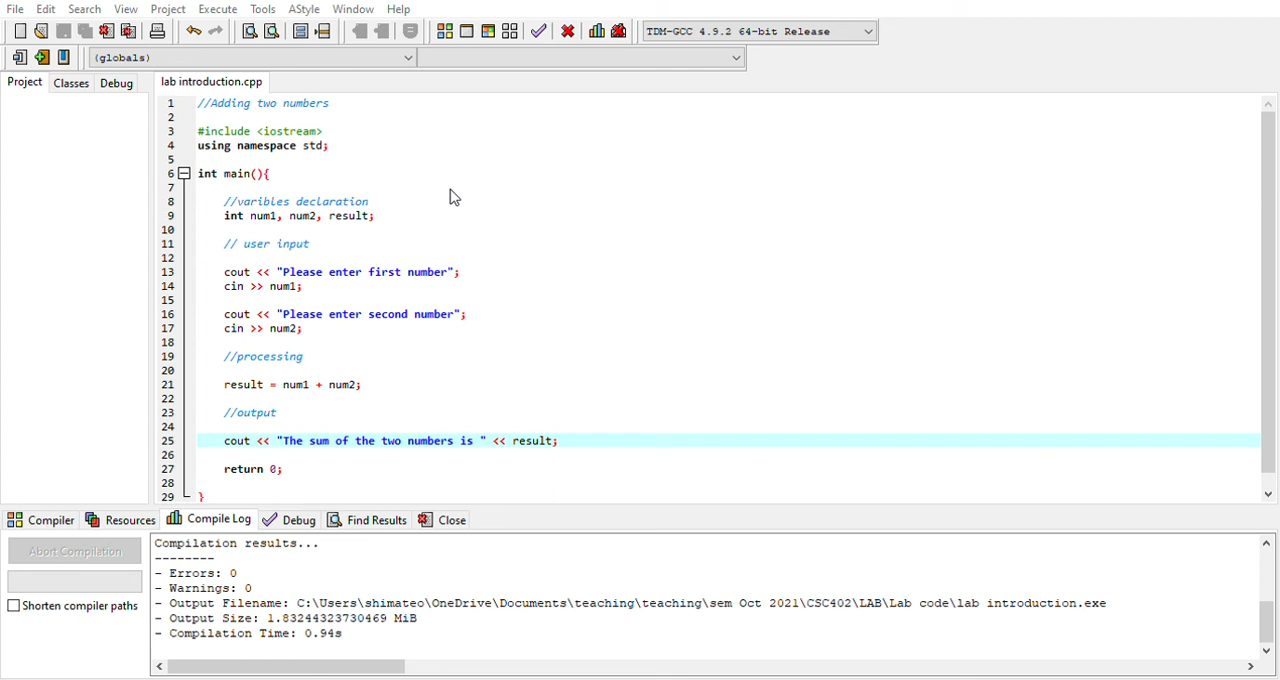 File Edit Search View Project Execute Tools AStyle Window Help
TDM-GCC 4.9.2 64-bit Release
(globals)
Project Classes Debug lab introduction.cpp
1 //Adding two numbers
2
3 #include <iostream>
4 using namespace std;
5
6 int main(){
7
8 //varibles declaration
9 int num1, num2, result;
10
11 // user input
12
13 cout << "Please enter first number";
14 cin >> num1;
15
16 cout << "Please enter second number";
17 cin >> num2;
18
19 //processing
20
21 result = num1 + num2;
22
23 //output
24
25 cout << "The sum of the two numbers is " << result;
26
27 return 0;
28
29 }
Compiler Resources Compile Log Debug Find Results Close
Abort Compilation
Shorten compiler paths
Compilation results...
--------
- Errors: 0
- Warnings: 0
- Output Filename: C:\Users\shimateo\OneDrive\Documents\teaching\teaching\sem Oct 2021\CSC402\LAB\Lab code\lab introduction.exe
- Output Size: 1.83244323730469 MiB
- Compilation Time: 0.94s